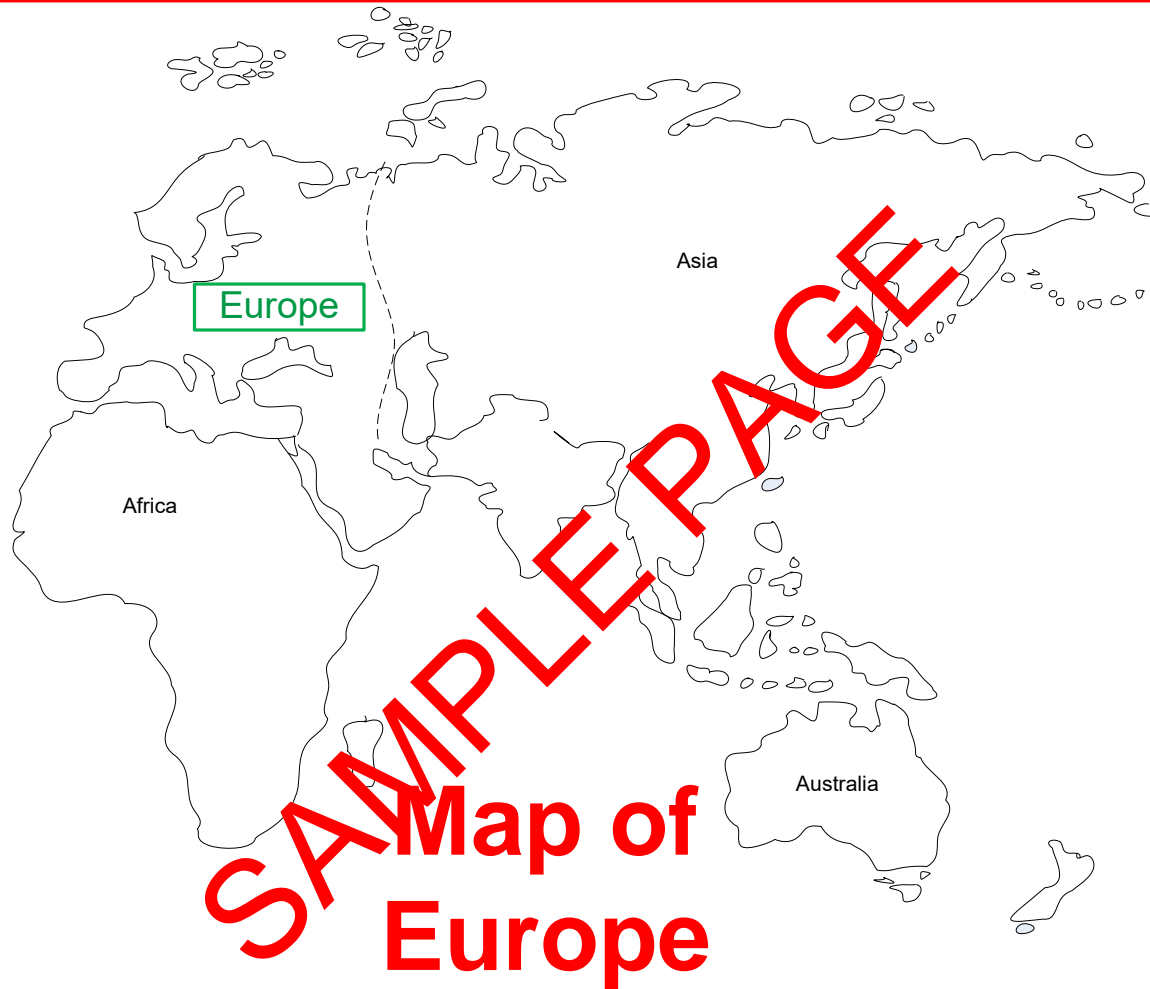 Asia
Europe
Africa
SAMPLE PAGE
Australia
Map of
Europe